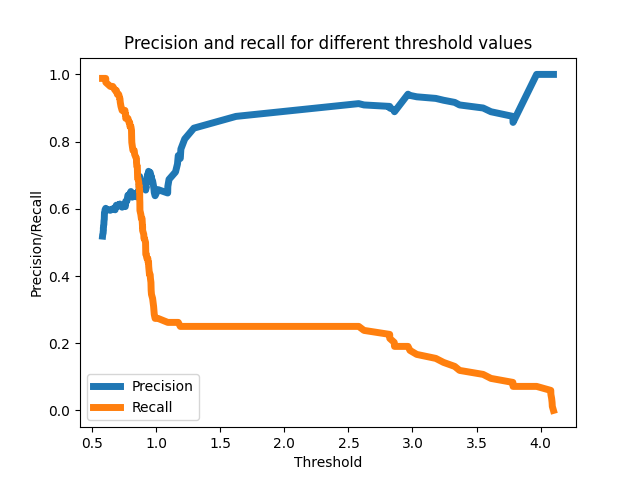 Precision and recall for different threshold values
Precision/Recall
1.0
0.8
0.6
0.4
0.2
0.0
Precision
Recall
0.5 1.0 1.5 2.0 2.5 3.0 3.5 4.0
Threshold